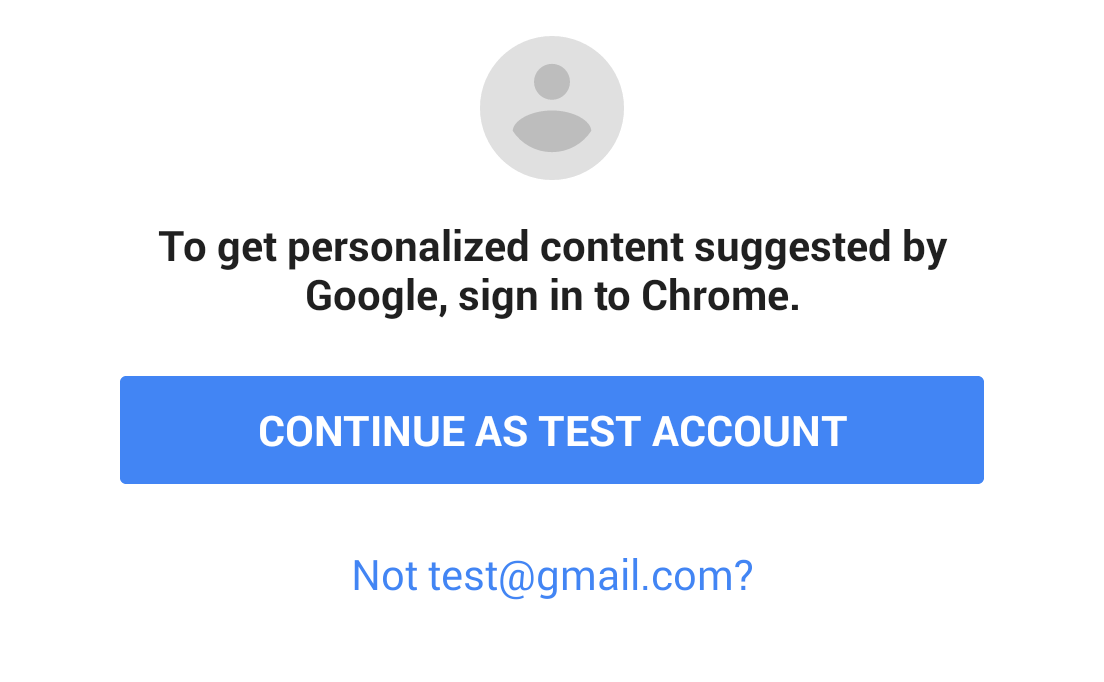 To get personalized content suggested by
Google, sign in to Chrome.
CONTINUE AS TEST ACCOUNT
Not test@gmail.com?